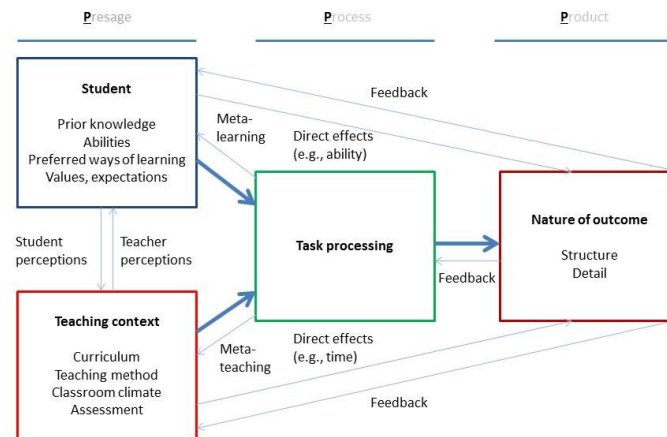 Presage
Process
Product
Student
Prior knowledge
Abilities
Preferred ways of learning
Values, expectations
Meta-
learning
Direct effects
(e.g., ability)
Feedback
Student
perceptions
Teacher
perceptions
Task processing
Nature of outcome
Structure
Detail
Feedback
Teaching context
Curriculum
Teaching method
Classroom climate
Assessment
Meta-
teaching
Direct effects
(e.g., time)
Feedback